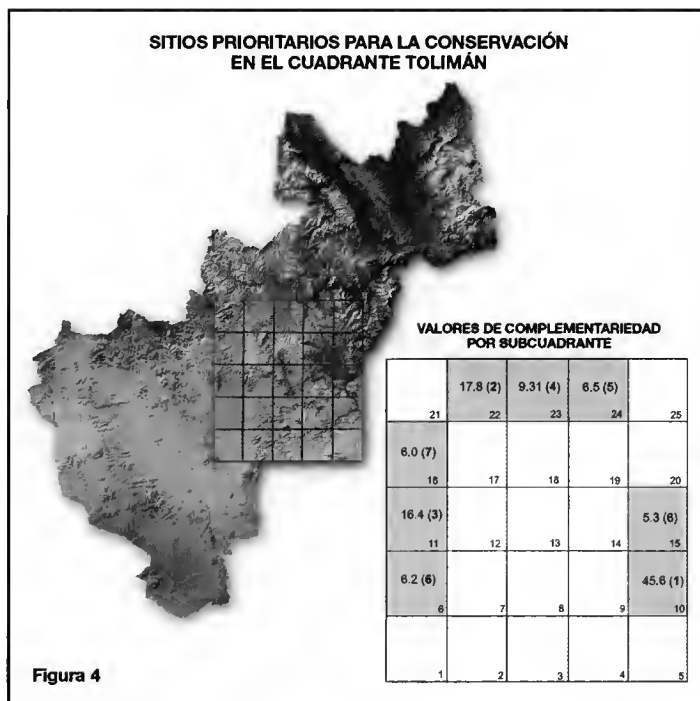 SITIOS PRIORITARIOS PARA LA CONSERVACIÓN
EN EL CUADRANTE TOLIMÁN
VALORES DE COMPLEMENTARIEDAD
POR SUBCUADRANTE
17.8 (2) 9.31 (4) 6.5 (5)
21 22 23 24 25
6.0 (7)
16 17 18 19 20
16.4 (3) 5.3 (6)
11 12 13 14 15
6.2 (6) 45.6 (1)
6 7 8 9 10
1 2 3 4 5
Figura 4